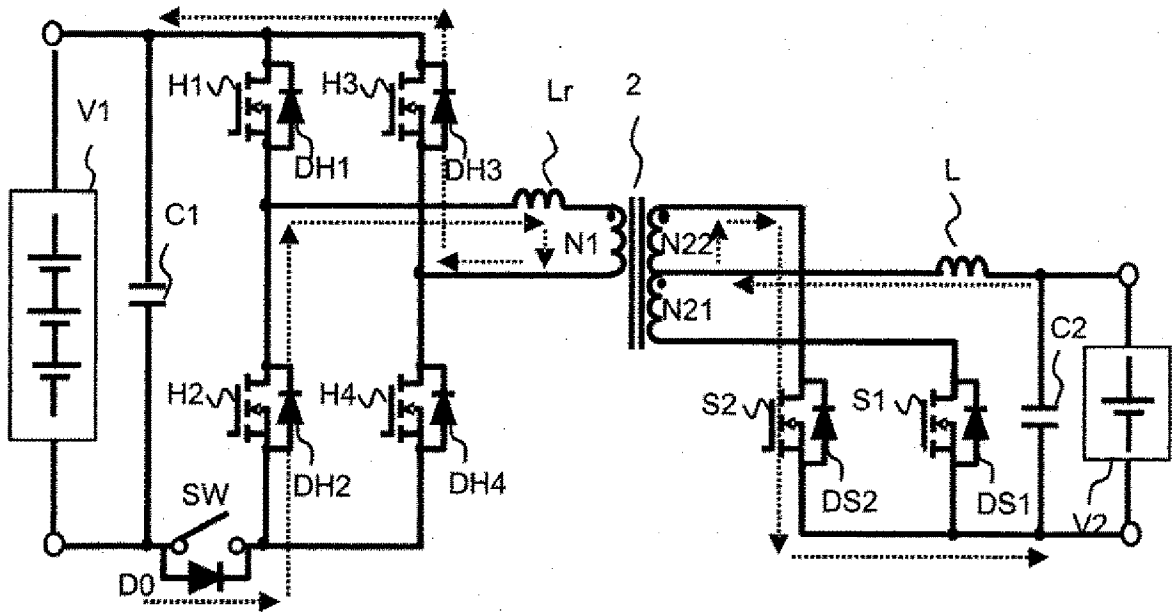 H1
H3
Lr
2
V1
DH1
DH3
L
C1
N1
N22
N21
C2
H2
H4
S2
S1
DH2
DH4
SW
DS2
DS1
V2
D0